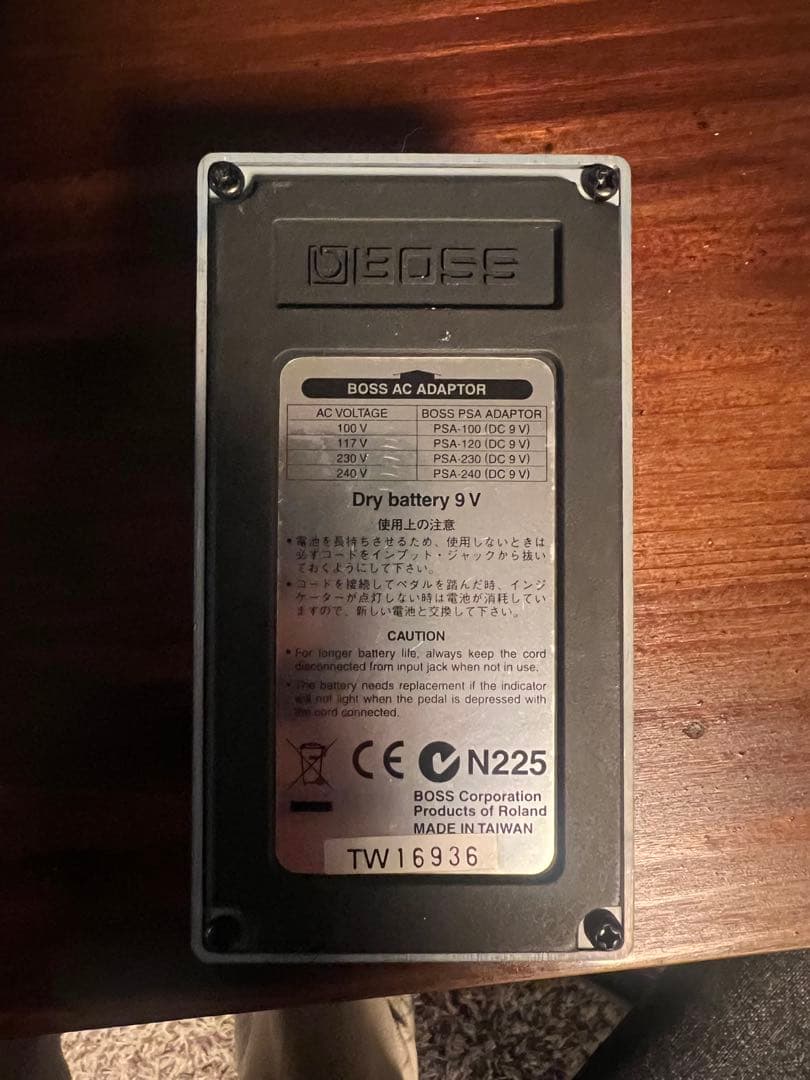 BOSS
BOSS AC ADAPTOR
AC VOLTAGE BOSS PSA ADAPTOR
100 V PSA-100 (DC 9 V)
117 V PSA-120 (DC 9 V)
230 V PSA-230 (DC 9 V)
240 V PSA-240 (DC 9 V)
Dry battery 9 V
使用上の注意
• 電池を長持ちさせるため、使用しないときは
必ずコードをインプット・ジャックから抜い
ておくようにして下さい。
• コードを接続してペダルを踏んだ時、インジ
ケーターが点灯しない時は電池が消耗していま
すので、新しい電池と交換して下さい。
CAUTION
• For longer battery life, always keep the cord
disconnected from input jack when not in use.
• The battery needs replacement if the indicator
will not light when the pedal is depressed with
the cord connected.
CE N225
BOSS Corporation
Products of Roland
MADE IN TAIWAN
TW16936